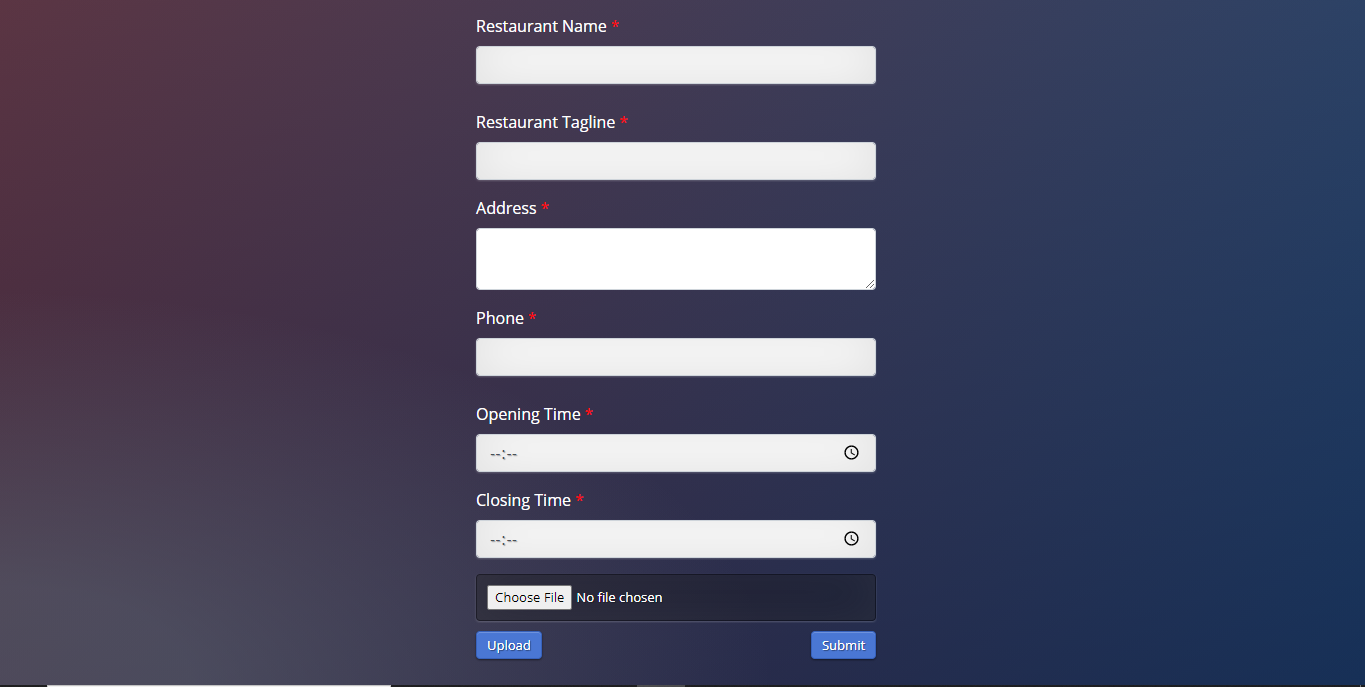 Restaurant Name *
Restaurant Tagline *
Address *
Phone *
Opening Time *
--:--
Closing Time *
--:--
Choose File No file chosen
Upload Submit